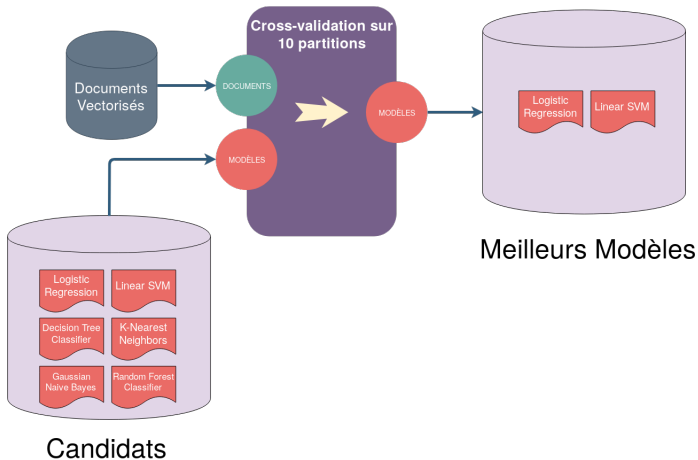 Cross-validation sur
10 partitions
Documents
Vectorisés
DOCUMENTS
MODÈLES
MODÈLES
Logistic
Regression
Linear SVM
Meilleurs Modèles
Logistic
Regression
Linear SVM
Decision Tree
Classifier
K-Nearest
Neighbors
Gaussian
Naive Bayes
Random Forest
Classifier
Candidats